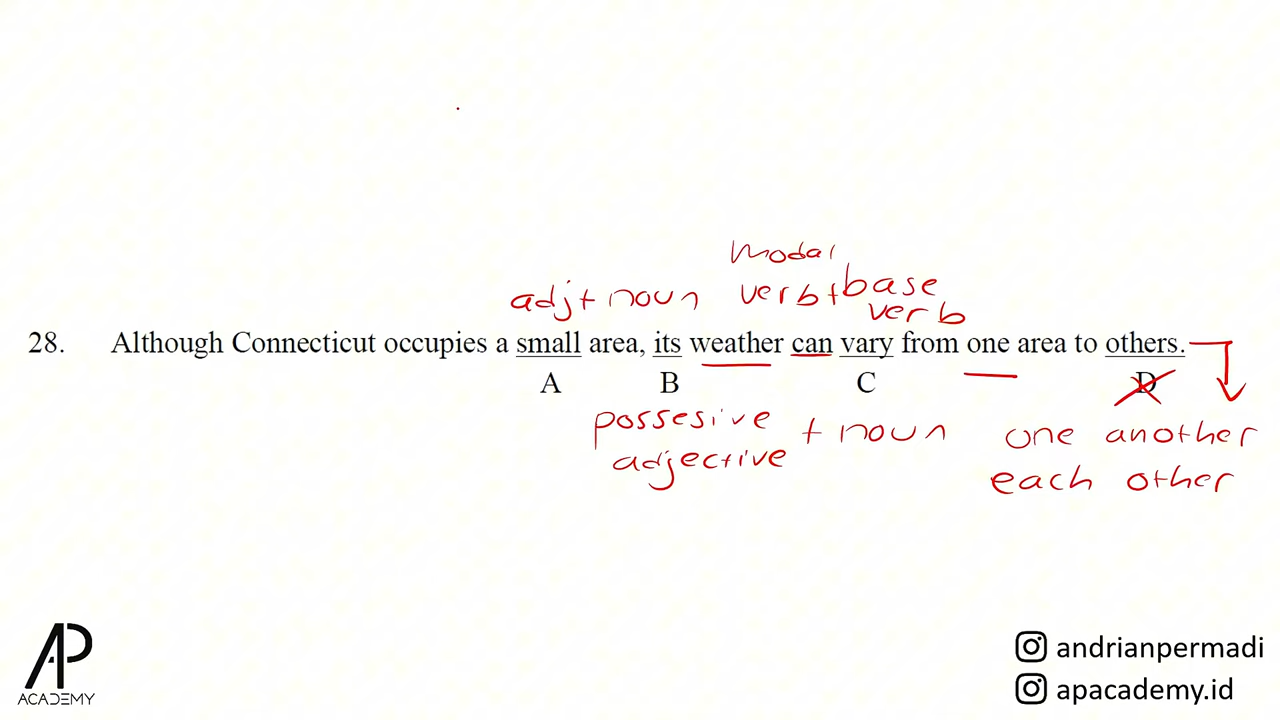 modal
adj + noun verb + base
verb
28. Although Connecticut occupies a small area, its weather can vary from one area to others.
A B C D
possesive + noun one another
adjective each other
AP
ACADEMY
andrianpermadi
apacademy.id